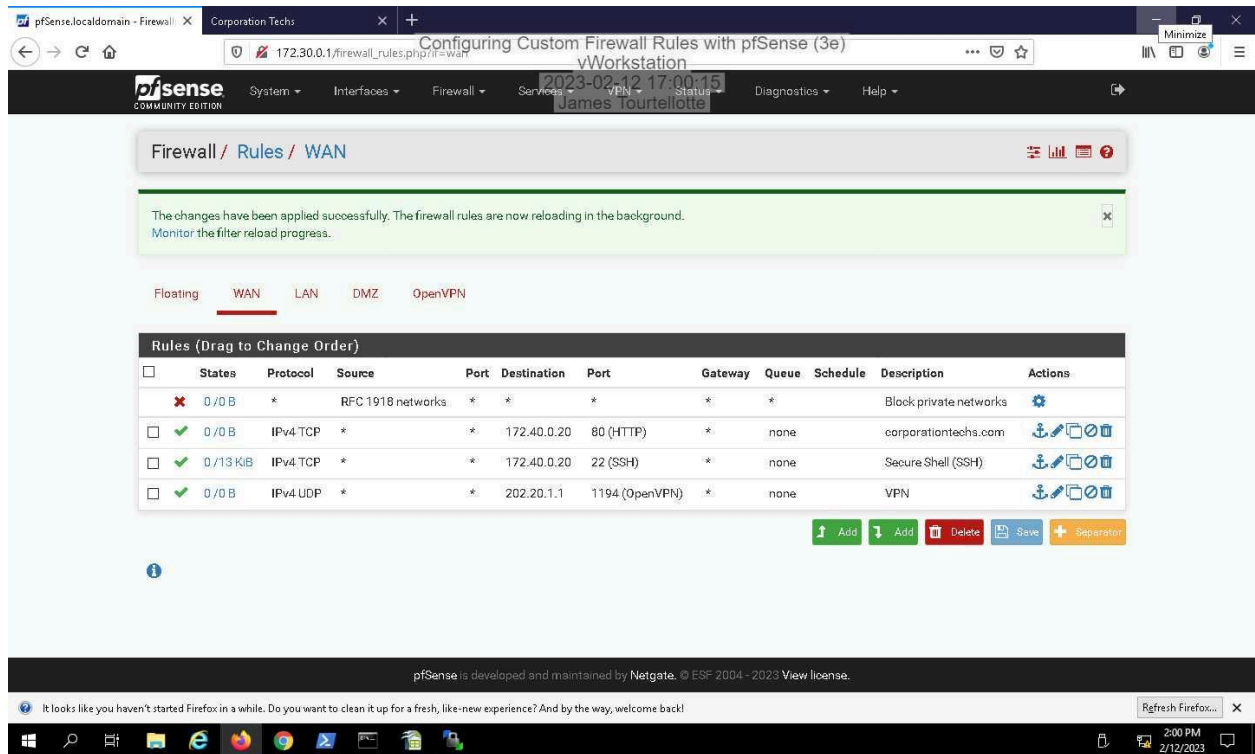 pfSense.localdomain - Firewall: Corporation Techs
Minimize
172.30.0.1/firewall_rules.php?if=wan
Configuring Custom Firewall Rules with pfSense (3e)
vWorkstation
2023-02-12 17:00:15
James Tourtellotte
pfsense COMMUNITY EDITION System Interfaces Firewall Services VPN Status Diagnostics Help
Firewall / Rules / WAN
The changes have been applied successfully. The firewall rules are now reloading in the background.
Monitor the filter reload progress.
Floating WAN LAN DMZ OpenVPN
Rules (Drag to Change Order)
States Protocol Source Port Destination Port Gateway Queue Schedule Description Actions
0/0 B * RFC 1918 networks * * * * * Block private networks
0/0 B IPv4 TCP * * 172.40.0.20 80 (HTTP) * none corporationtechs.com
0/13 KiB IPv4 TCP * * 172.40.0.20 22 (SSH) * none Secure Shell (SSH)
0/0 B IPv4 UDP * * 202.20.1.1 1194 (OpenVPN) * none VPN
Add Add Delete Save Separator
pfSense is developed and maintained by Netgate. © ESF 2004 - 2023 View license.
It looks like you haven't started Firefox in a while. Do you want to clean it up for a fresh, like-new experience? And by the way, welcome back! Refresh Firefox...
2:00 PM
2/12/2023